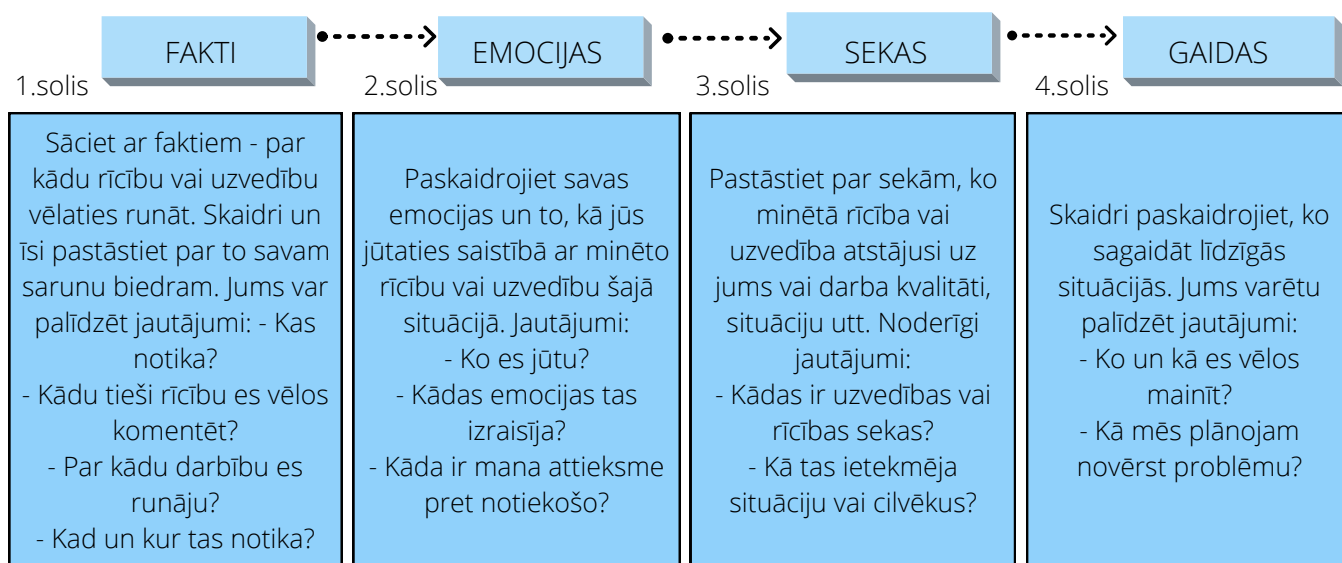 FAKTI
1.solis
Sāciet ar faktiem - par
kādu rīcību vai uzvedību
vēlaties runāt. Skaidri un
īsi pastāstiet par to savam
sarunu biedram. Jums var
palīdzēt jautājumi: - Kas
notika?
- Kādu tieši rīcību es vēlos
komentēt?
- Par kādu darbību es
runāju?
- Kad un kur tas notika?
EMOCIJAS
2.solis
Paskaidrojiet savas
emocijas un to, kā jūs
jūtaties saistībā ar minēto
rīcību vai uzvedību šajā
situācijā. Jautājumi:
- Ko es jūtu?
- Kādas emocijas tas
izraisīja?
- Kāda ir mana attieksme
pret notiekošo?
SEKAS
3.solis
Pastāstiet par sekām, ko
minētā rīcība vai
uzvedība atstājusi uz
jums vai darba kvalitāti,
situāciju utt. Noderīgi
jautājumi:
- Kādas ir uzvedības vai
rīcības sekas?
- Kā tas ietekmēja
situāciju vai cilvēkus?
GAIDAS
4.solis
Skaidri paskaidrojiet, ko
sagaidāt līdzīgās
situācijās. Jums varētu
palīdzēt jautājumi:
- Ko un kā es vēlos
mainīt?
- Kā mēs plānojam
novērst problēmu?